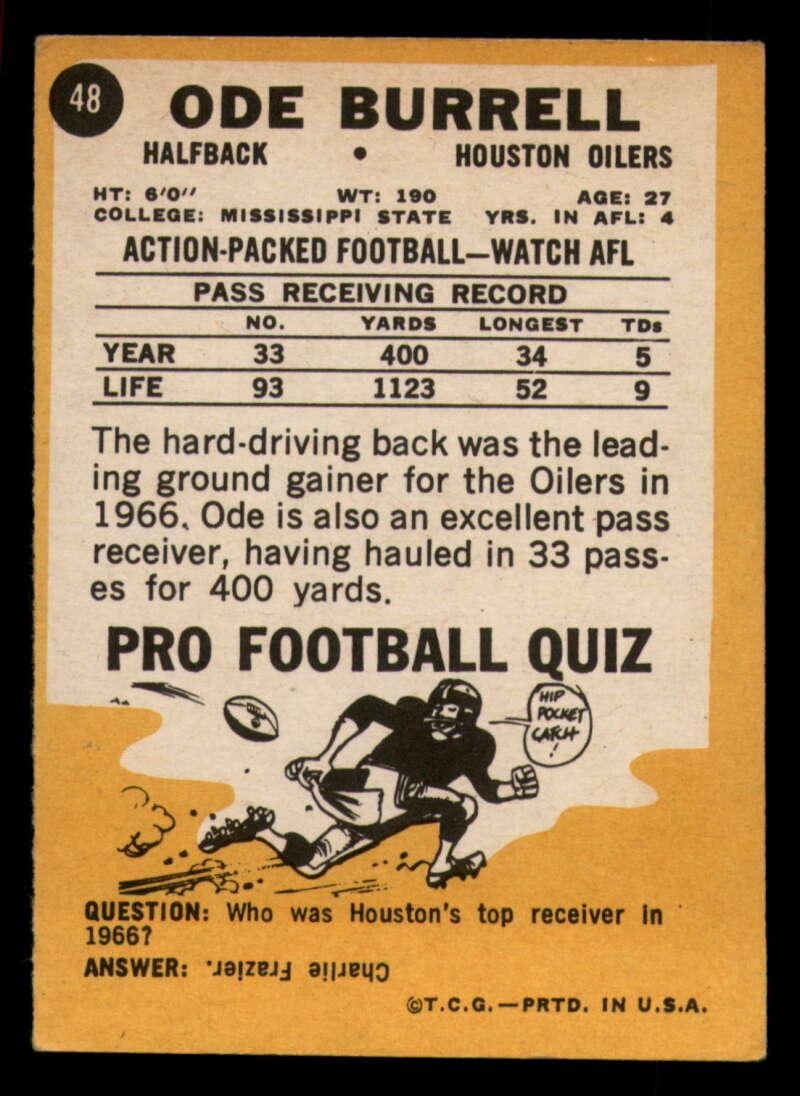 48
ODE BURRELL
HALFBACK • HOUSTON OILERS
HT: 6'0" WT: 190 AGE: 27
COLLEGE: MISSISSIPPI STATE YRS. IN AFL: 4
ACTION-PACKED FOOTBALL—WATCH AFL
PASS RECEIVING RECORD
NO. YARDS LONGEST TDs
YEAR 33 400 34 5
LIFE 93 1123 52 9
The hard-driving back was the lead-
ing ground gainer for the Oilers in
1966. Ode is also an excellent pass
receiver, having hauled in 33 pass-
es for 400 yards.
PRO FOOTBALL QUIZ
HIP
POCKET
CATCH
!
QUESTION: Who was Houston's top receiver in
1966?
ANSWER: Charlie Frazier.
©T.C.G.—PRTD. IN U.S.A.